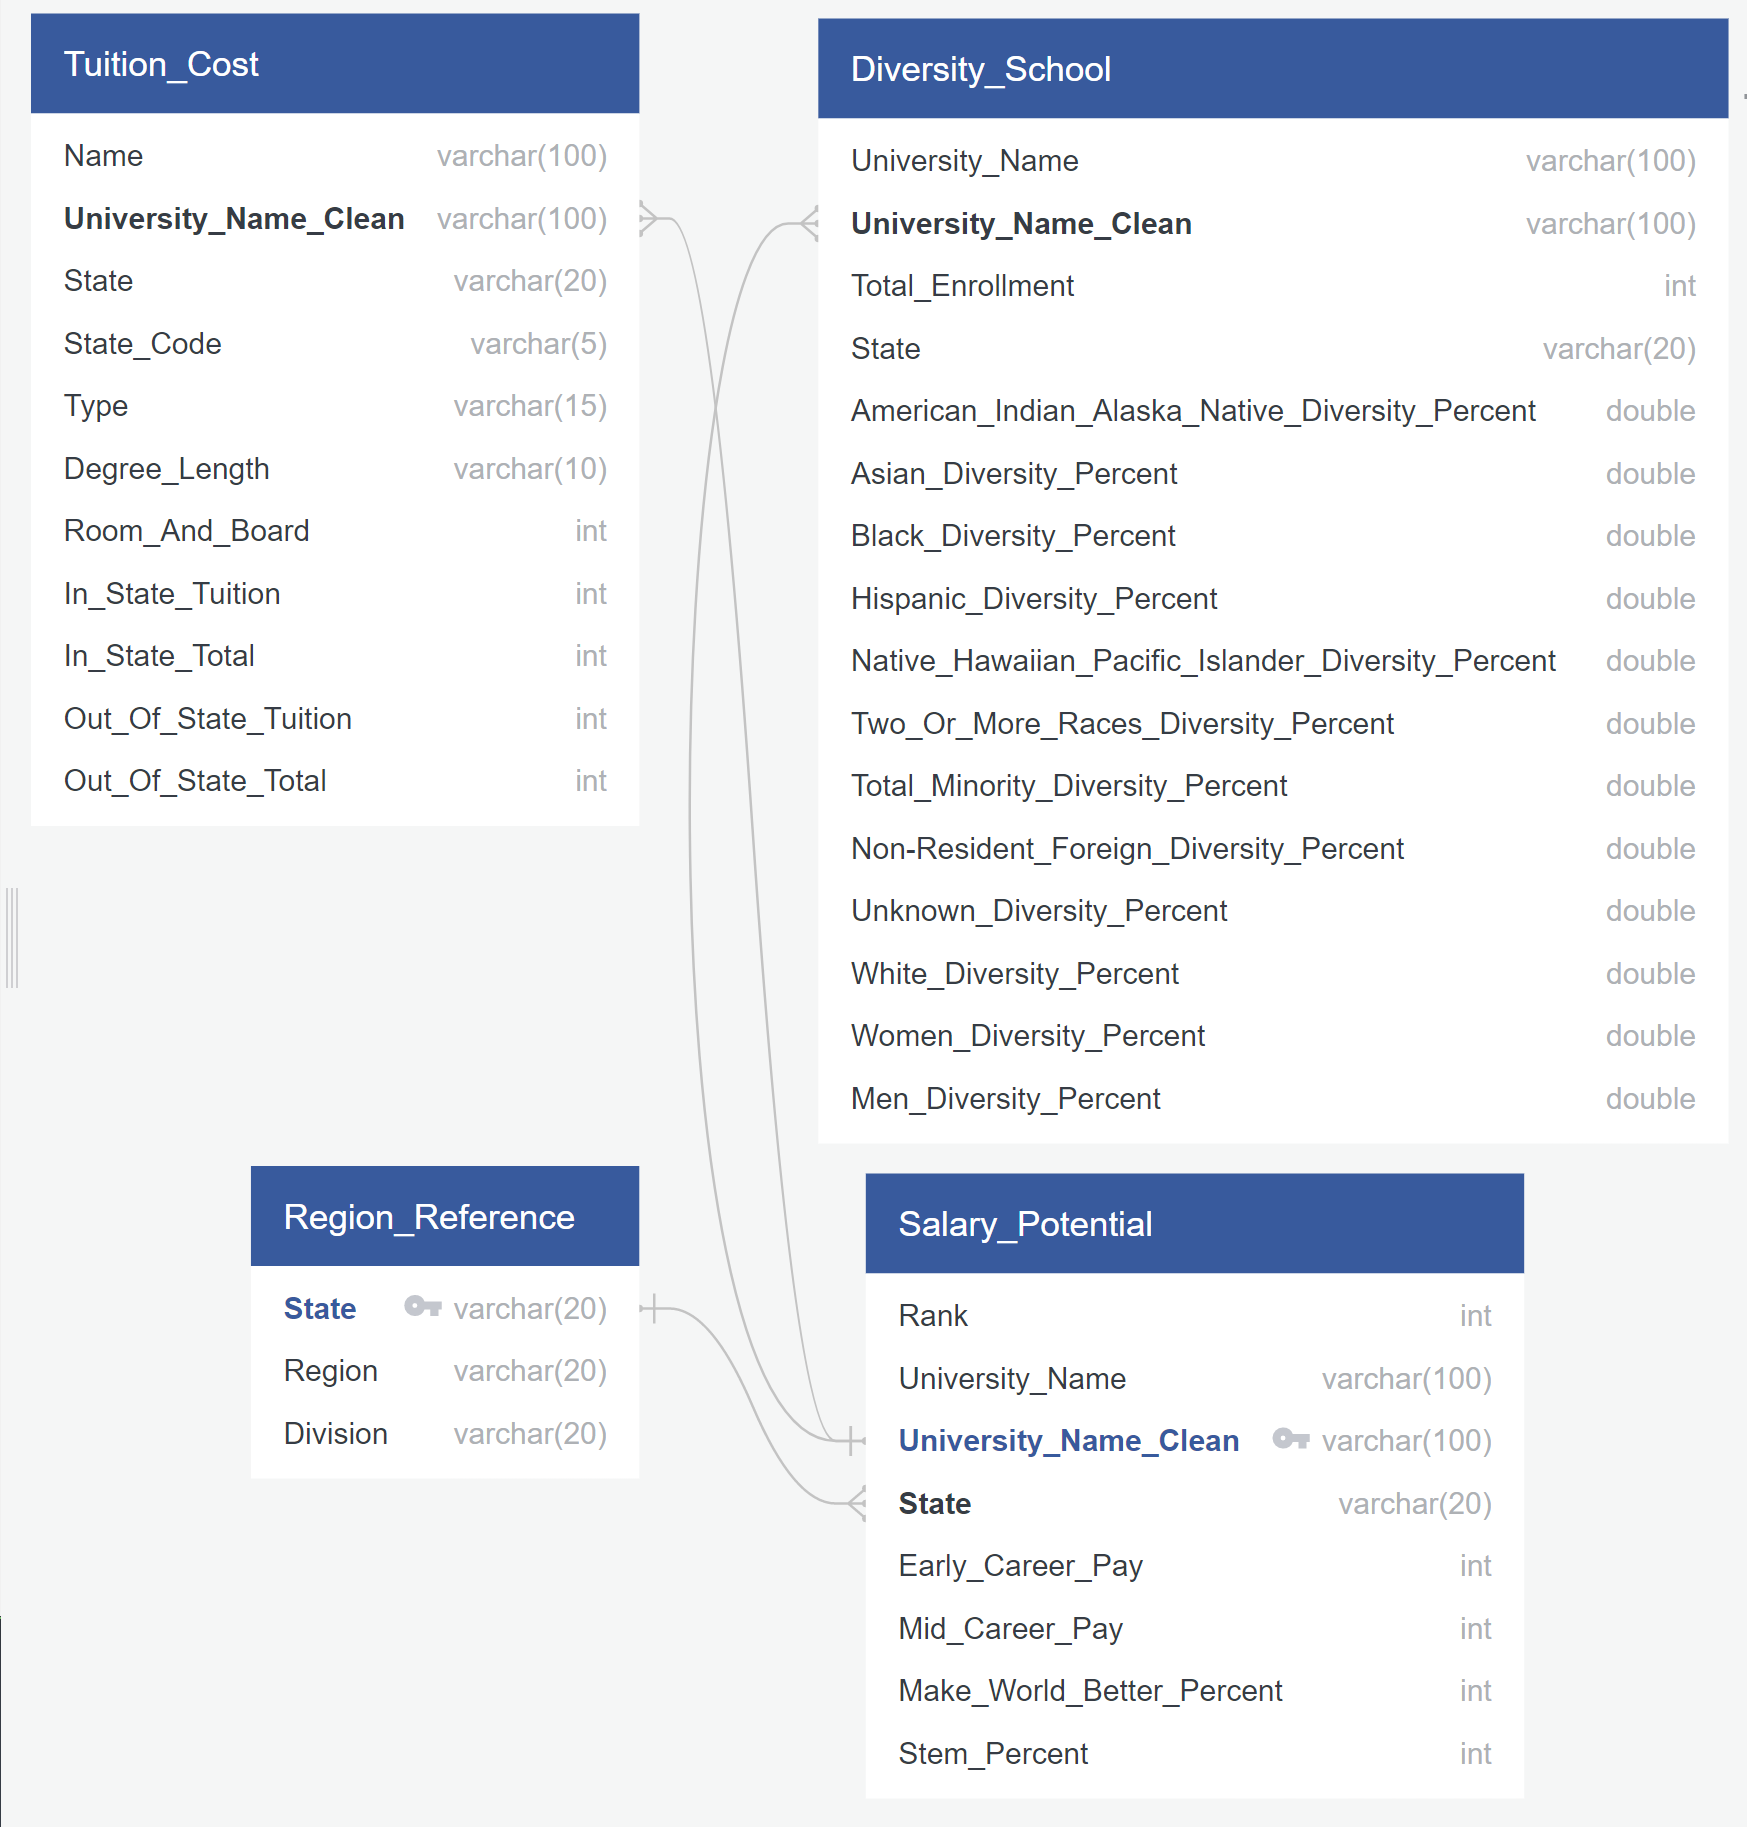 Tuition_Cost
Name varchar(100)
University_Name_Clean varchar(100)
State varchar(20)
State_Code varchar(5)
Type varchar(15)
Degree_Length varchar(10)
Room_And_Board int
In_State_Tuition int
In_State_Total int
Out_Of_State_Tuition int
Out_Of_State_Total int
Diversity_School
University_Name varchar(100)
University_Name_Clean varchar(100)
Total_Enrollment int
State varchar(20)
American_Indian_Alaska_Native_Diversity_Percent double
Asian_Diversity_Percent double
Black_Diversity_Percent double
Hispanic_Diversity_Percent double
Native_Hawaiian_Pacific_Islander_Diversity_Percent double
Two_Or_More_Races_Diversity_Percent double
Total_Minority_Diversity_Percent double
Non-Resident_Foreign_Diversity_Percent double
Unknown_Diversity_Percent double
White_Diversity_Percent double
Women_Diversity_Percent double
Men_Diversity_Percent double
Region_Reference
State varchar(20)
Region varchar(20)
Division varchar(20)
Salary_Potential
Rank int
University_Name varchar(100)
University_Name_Clean varchar(100)
State varchar(20)
Early_Career_Pay int
Mid_Career_Pay int
Make_World_Better_Percent int
Stem_Percent int